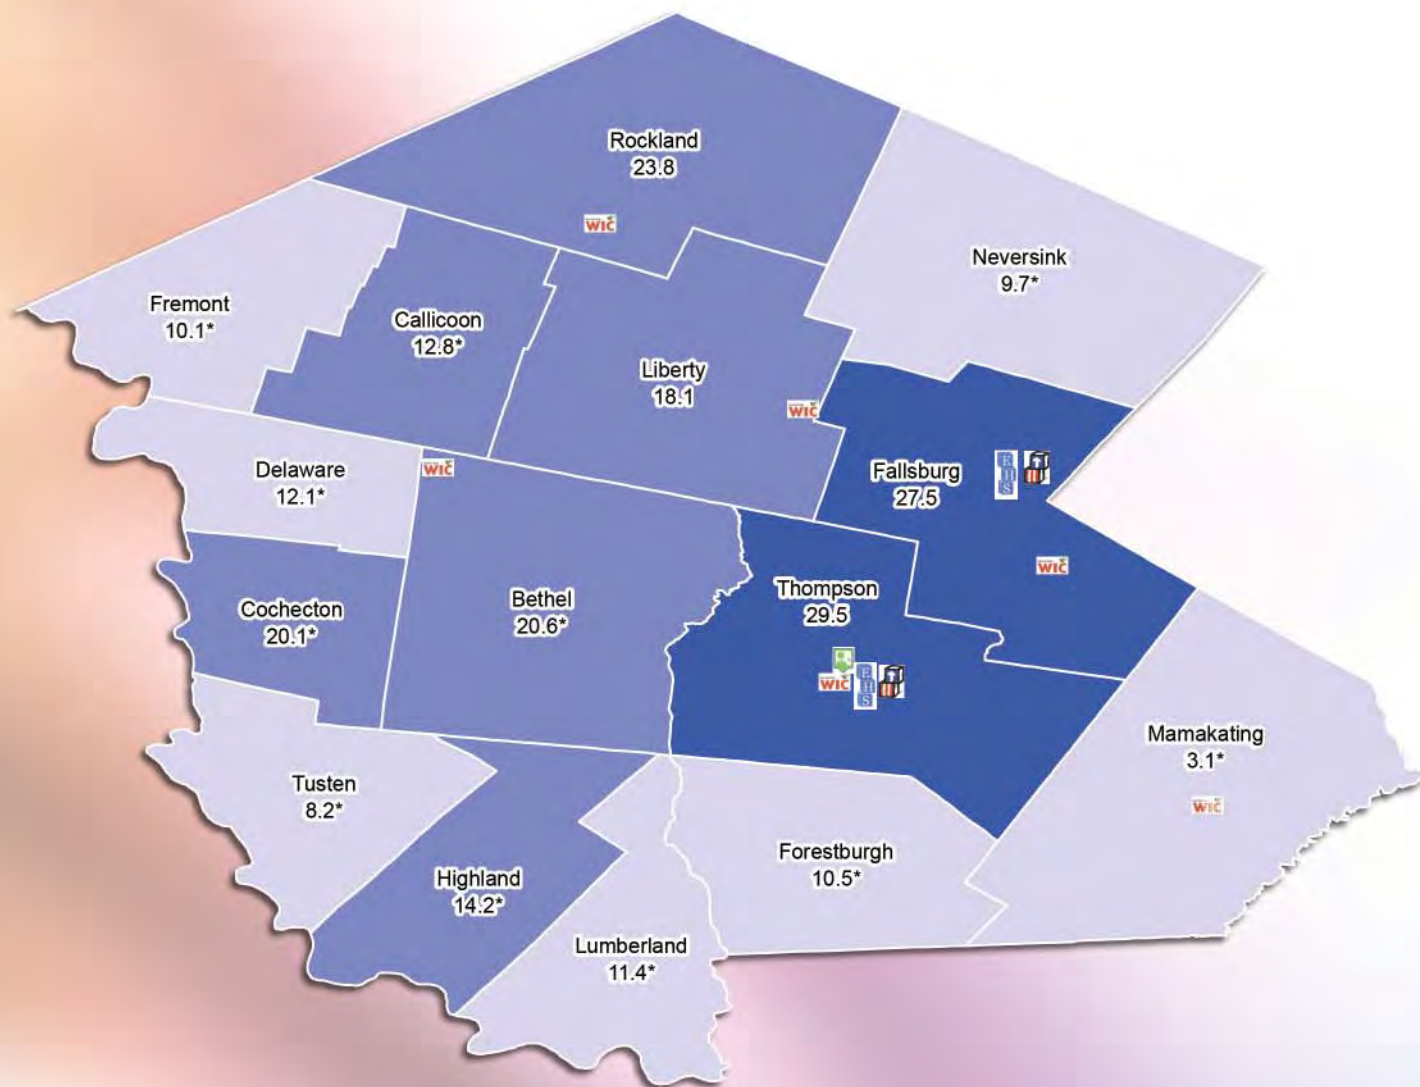 Rockland
23.8
WIC
Neversink
9.7*
Fremont
10.1*
Callicoon
12.8*
Liberty
18.1
WIC
Delaware
12.1*
WIC
Fallsburg
27.5
E
H
S
WIC
Cochecton
20.1*
Bethel
20.6*
Thompson
29.5
WIC
E
H
S
Mamakating
3.1*
WIC
Tusten
8.2*
Highland
14.2*
Forestburgh
10.5*
Lumberland
11.4*